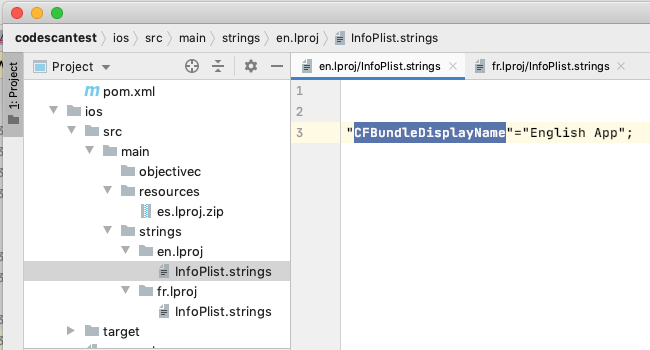 codescantest 〉 ios 〉 src 〉 main 〉 strings 〉 en.lproj 〉 InfoPlist.strings
1: Project
Project
pom.xml
ios
src
main
objectivec
resources
es.lproj.zip
strings
en.lproj
InfoPlist.strings
fr.lproj
InfoPlist.strings
target
en.lproj/InfoPlist.strings
fr.lproj/InfoPlist.strings
1
2
3 "CFBundleDisplayName"="English App";